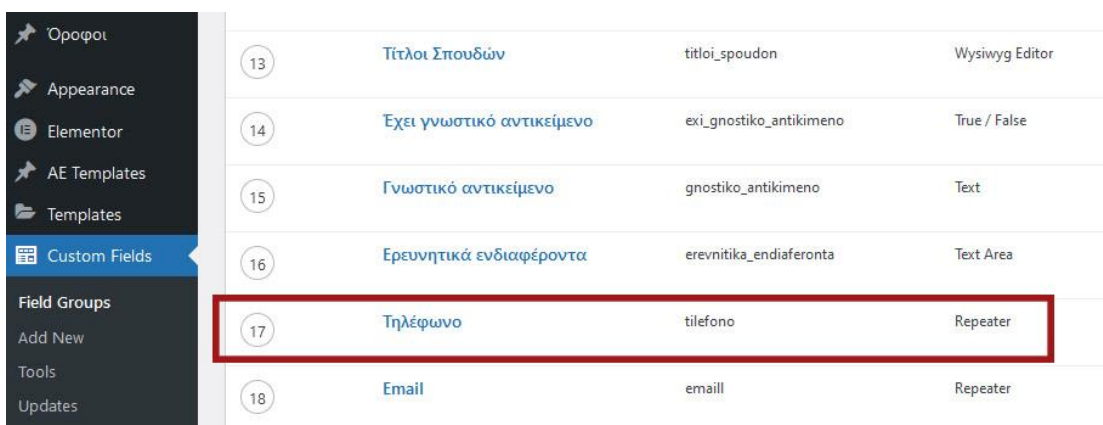 Όροφοι
Appearance
Elementor
AE Templates
Templates
Custom Fields
Field Groups
Add New
Tools
Updates
13 Τίτλοι Σπουδών titloi_spoudon Wysiwyg Editor
14 Έχει γνωστικό αντικείμενο exi_gnostiko_antikimeno True / False
15 Γνωστικό αντικείμενο gnostiko_antikimeno Text
16 Ερευνητικά ενδιαφέροντα erevnitika_endiaferonta Text Area
17 Τηλέφωνο tilefono Repeater
18 Email emaill Repeater